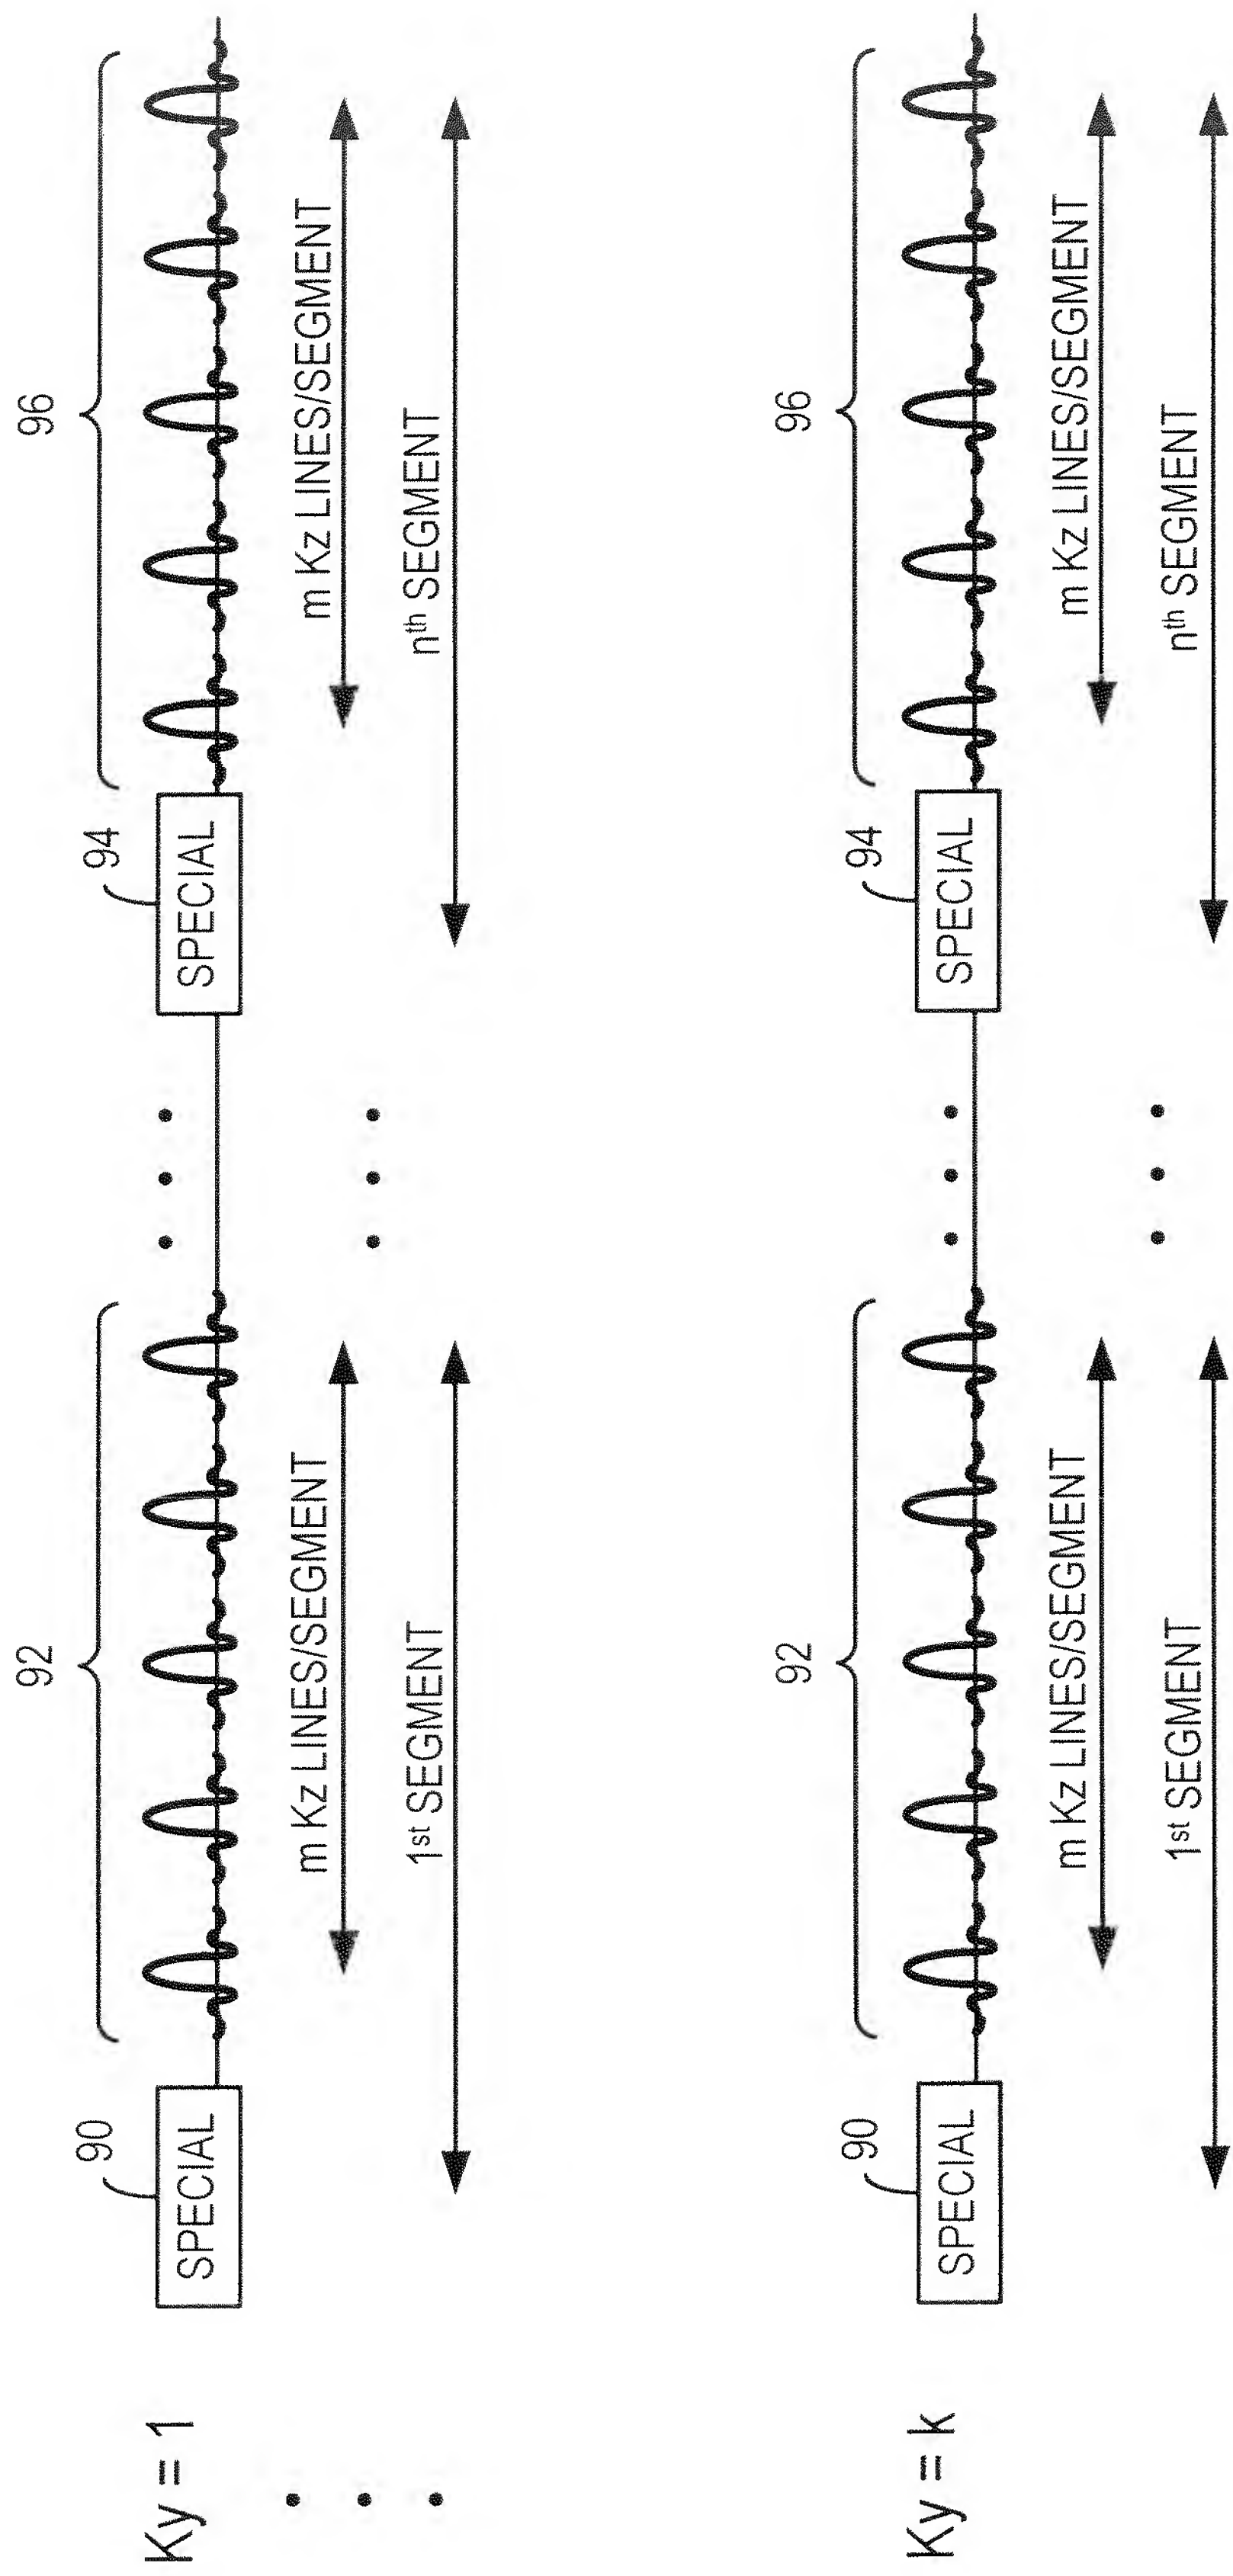 Ky = 1
90
SPECIAL
92
m Kz LINES/SEGMENT
1st SEGMENT
94
SPECIAL
96
m Kz LINES/SEGMENT
nth SEGMENT
Ky = k
90
SPECIAL
92
m Kz LINES/SEGMENT
1st SEGMENT
94
SPECIAL
96
m Kz LINES/SEGMENT
nth SEGMENT